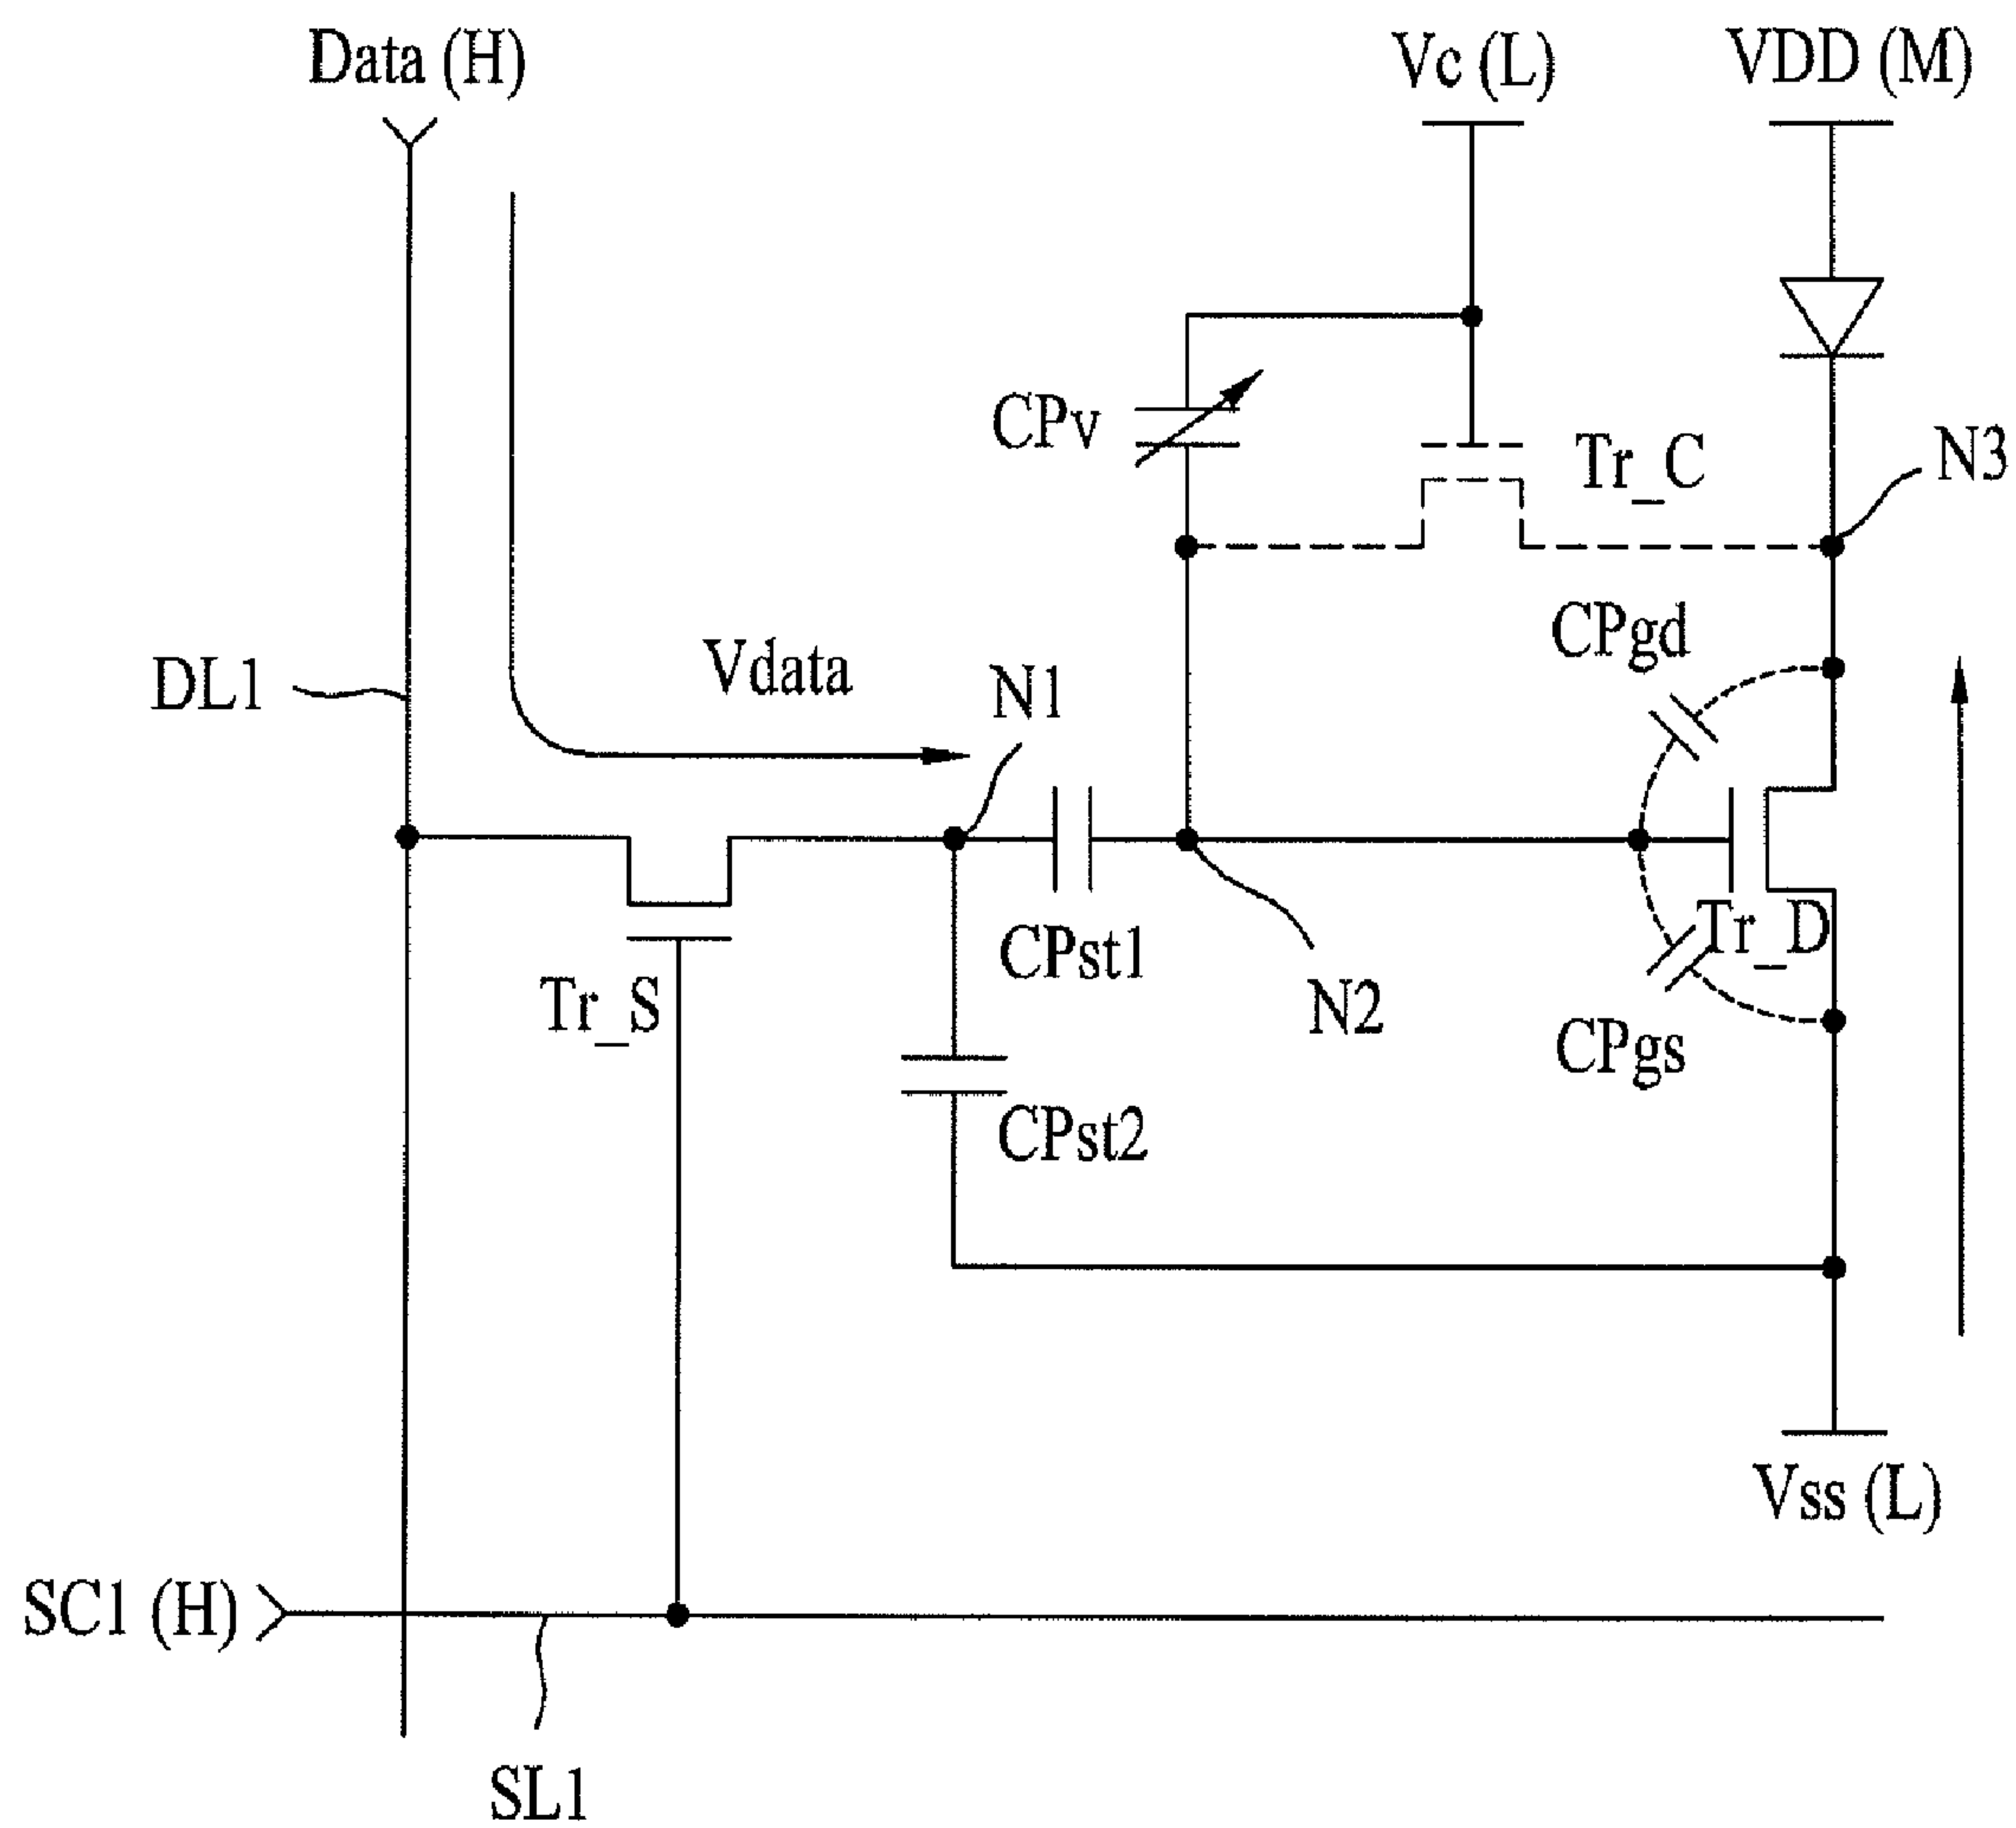 Data (H)
Vc (L)
VDD (M)
CPv
Tr_C
N3
CPgd
Vdata
DL1
N1
Tr_D
CPst1
Tr_S
N2
CPgs
CPst2
Vss (L)
SC1 (H)
SL1